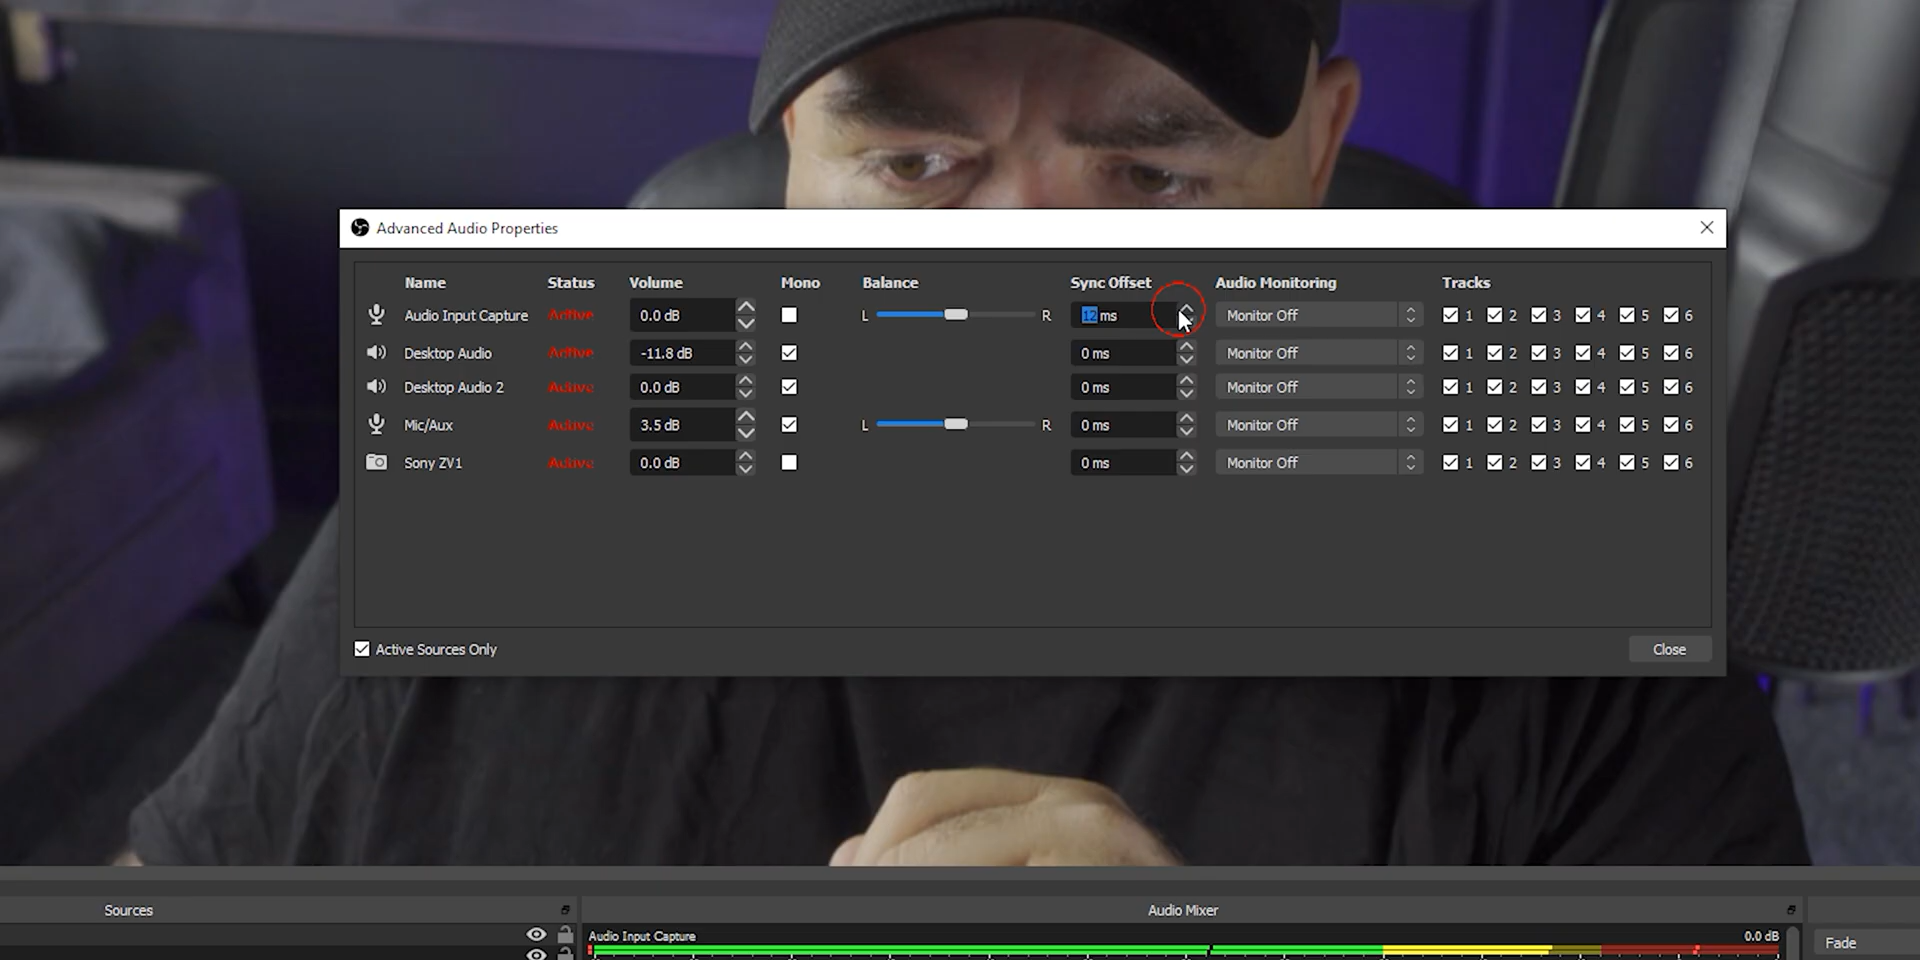 Advanced Audio Properties
Name Status Volume Mono Balance Sync Offset Audio Monitoring Tracks
Audio Input Capture Active 0.0 dB L R 12 ms Monitor Off 1 2 3 4 5 6
Desktop Audio Active -11.8 dB 0 ms Monitor Off 1 2 3 4 5 6
Desktop Audio 2 Active 0.0 dB 0 ms Monitor Off 1 2 3 4 5 6
Mic/Aux Active 3.5 dB L R 0 ms Monitor Off 1 2 3 4 5 6
Sony ZV1 Active 0.0 dB 0 ms Monitor Off 1 2 3 4 5 6
Active Sources Only Close
Sources Audio Mixer
Audio Input Capture 0.0 dB
Fade